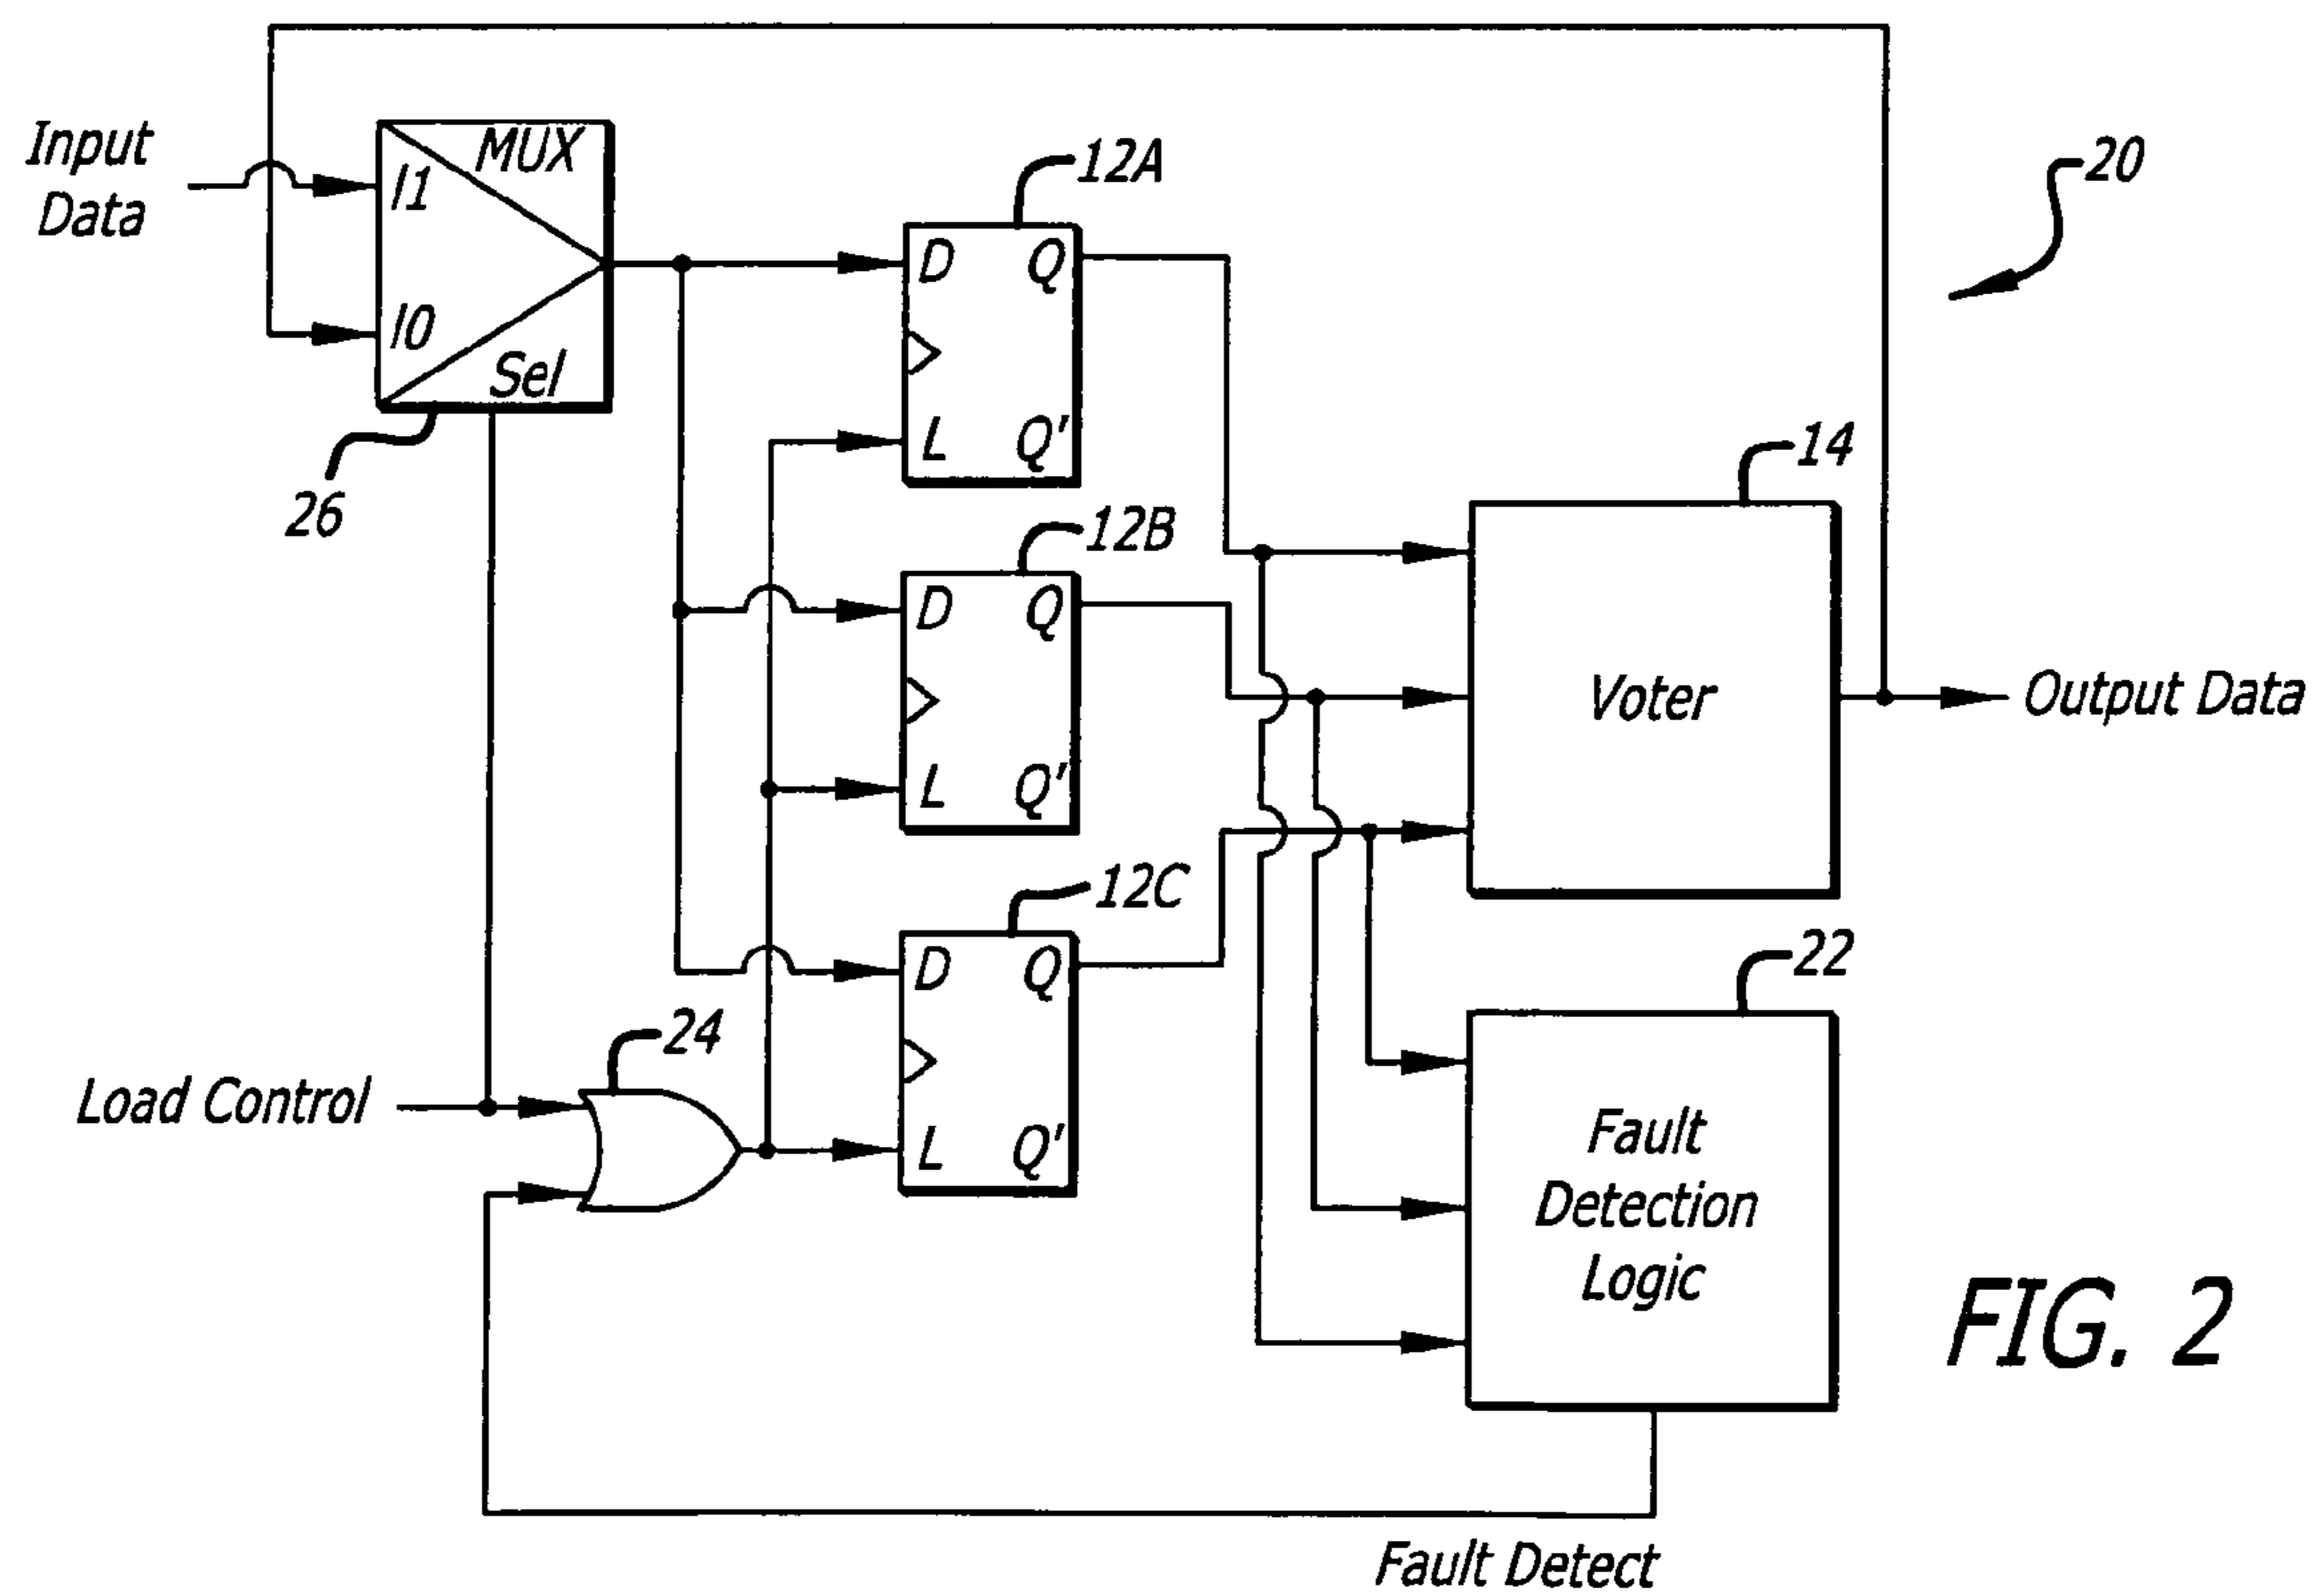 Input
Data
MUX
I1
I0
Sel
26
12A
D
Q
L
Q'
20
12B
D
Q
L
Q'
14
Voter
Output Data
12C
D
Q
L
Q'
24
Load Control
22
Fault
Detection
Logic
Fault Detect
FIG. 2